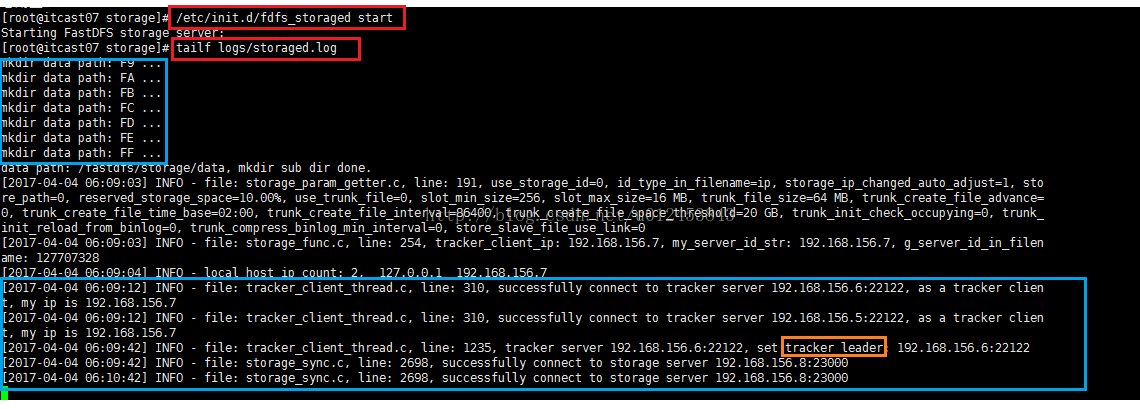 [root@itcast07 storage]# /etc/init.d/fdfs_storaged start
Starting FastDFS storage server:
[root@itcast07 storage]# tailf logs/storaged.log
mkdir data path: F9 ...
mkdir data path: FA ...
mkdir data path: FB ...
mkdir data path: FC ...
mkdir data path: FD ...
mkdir data path: FE ...
mkdir data path: FF ...
data path: /fastdfs/storage/data, mkdir sub dir done.
[2017-04-04 06:09:03] INFO - file: storage_param_getter.c, line: 191, use_storage_id=0, id_type_in_filename=ip, storage_ip_changed_auto_adjust=1, sto
re_path=0, reserved_storage_space=10.00%, use_trunk_file=0, slot_min_size=256, slot_max_size=16 MB, trunk_file_size=64 MB, trunk_create_file_advance=
0, trunk_create_file_time_base=02:00, trunk_create_file_interval=86400, trunk_create_file_space_threshold=20 GB, trunk_init_check_occupying=0, trunk_
init_reload_from_binlog=0, trunk_compress_binlog_min_interval=0, store_slave_file_use_link=0
[2017-04-04 06:09:03] INFO - file: storage_func.c, line: 254, tracker_client_ip: 192.168.156.7, my_server_id_str: 192.168.156.7, g_server_id_in_filen
ame: 127707328
[2017-04-04 06:09:04] INFO - local_host_ip_count: 2,  127.0.0.1  192.168.156.7
[2017-04-04 06:09:12] INFO - file: tracker_client_thread.c, line: 310, successfully connect to tracker server 192.168.156.6:22122, as a tracker clien
t, my ip is 192.168.156.7
[2017-04-04 06:09:12] INFO - file: tracker_client_thread.c, line: 310, successfully connect to tracker server 192.168.156.5:22122, as a tracker clien
t, my ip is 192.168.156.7
[2017-04-04 06:09:42] INFO - file: tracker_client_thread.c, line: 1235, tracker server 192.168.156.6:22122, set tracker leader: 192.168.156.6:22122
[2017-04-04 06:09:42] INFO - file: storage_sync.c, line: 2698, successfully connect to storage server 192.168.156.8:23000
[2017-04-04 06:10:42] INFO - file: storage_sync.c, line: 2698, successfully connect to storage server 192.168.156.8:23000